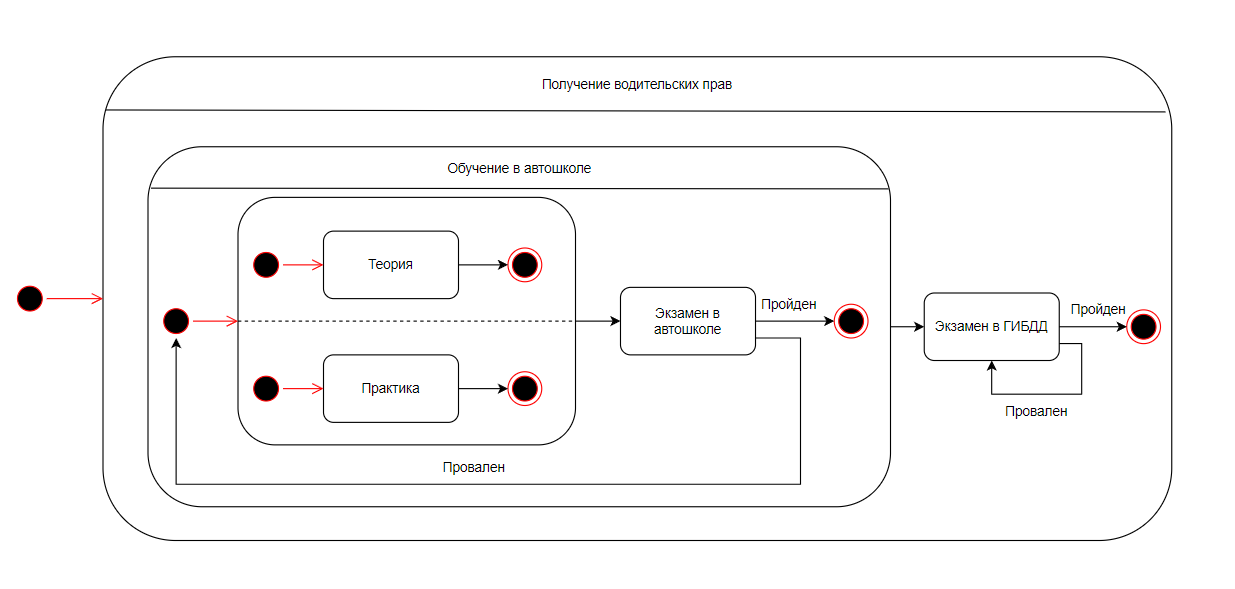 Получение водительских прав
Обучение в автошколе
Теория
Практика
Экзамен в
автошколе
Пройден
Провален
Экзамен в ГИБДД
Пройден
Провален